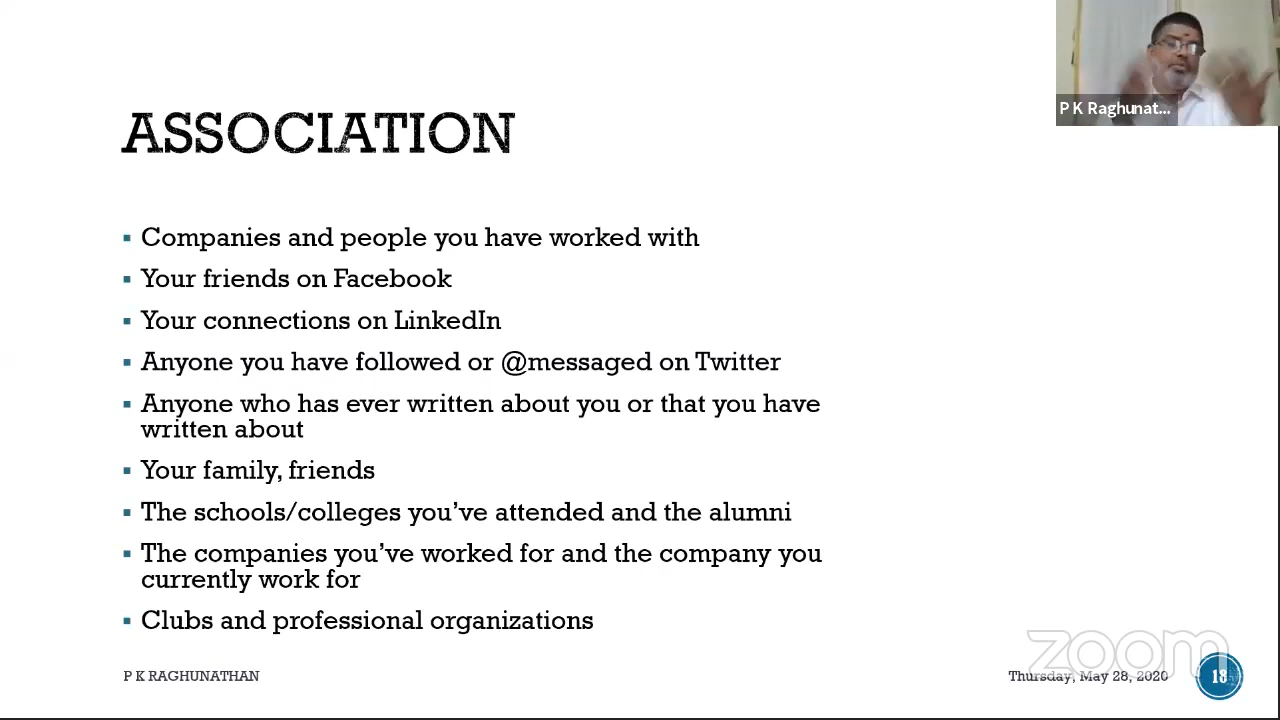 P K Raghunat...
ASSOCIATION
▪ Companies and people you have worked with
▪ Your friends on Facebook
▪ Your connections on LinkedIn
▪ Anyone you have followed or @messaged on Twitter
▪ Anyone who has ever written about you or that you have
written about
▪ Your family, friends
▪ The schools/colleges you’ve attended and the alumni
▪ The companies you’ve worked for and the company you
currently work for
▪ Clubs and professional organizations
zoom
P K RAGHUNATHAN
Thursday, May 28, 2020
18